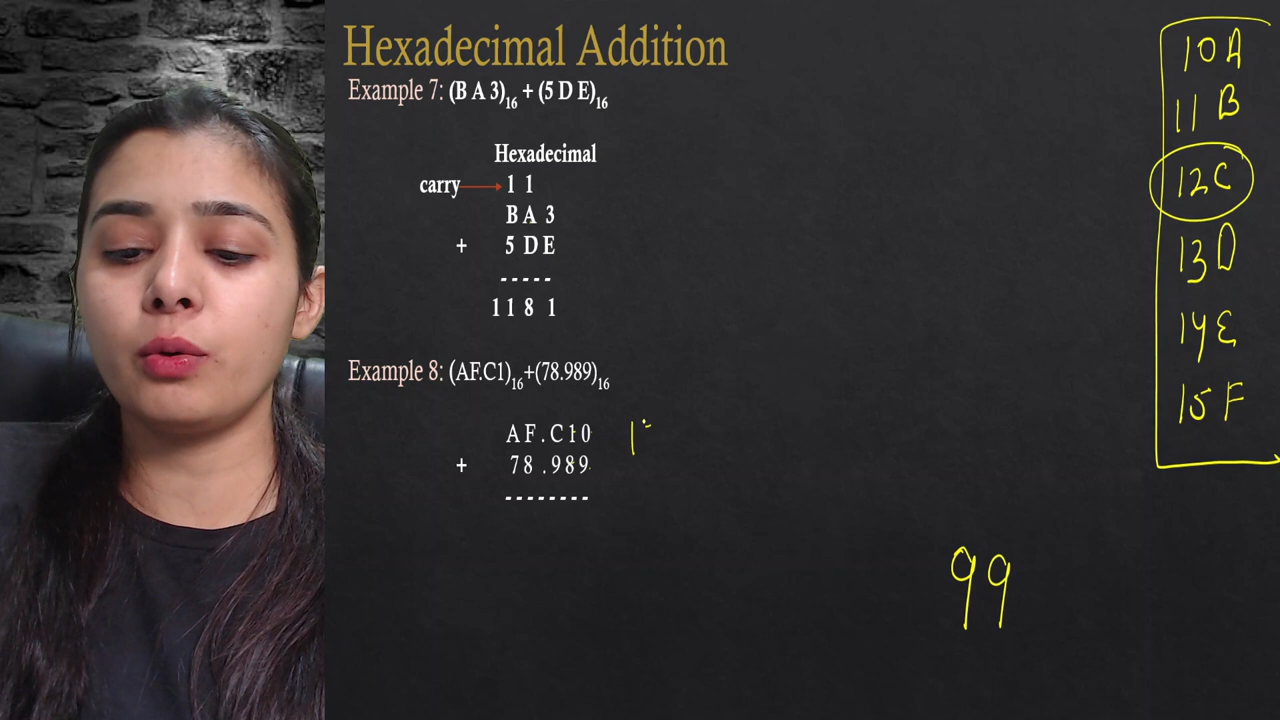 Hexadecimal Addition
Example 7: (B A 3)16 + (5 D E)16
Hexadecimal
carry 1 1
B A 3
+ 5 D E
- - - - -
1 1 8 1
Example 8: (AF.C1)16+(78.989)16
A F . C 1 0
+ 7 8 . 9 8 9
- - - - - - - -
10 A
11 B
12 C
13 D
14 E
15 F
99